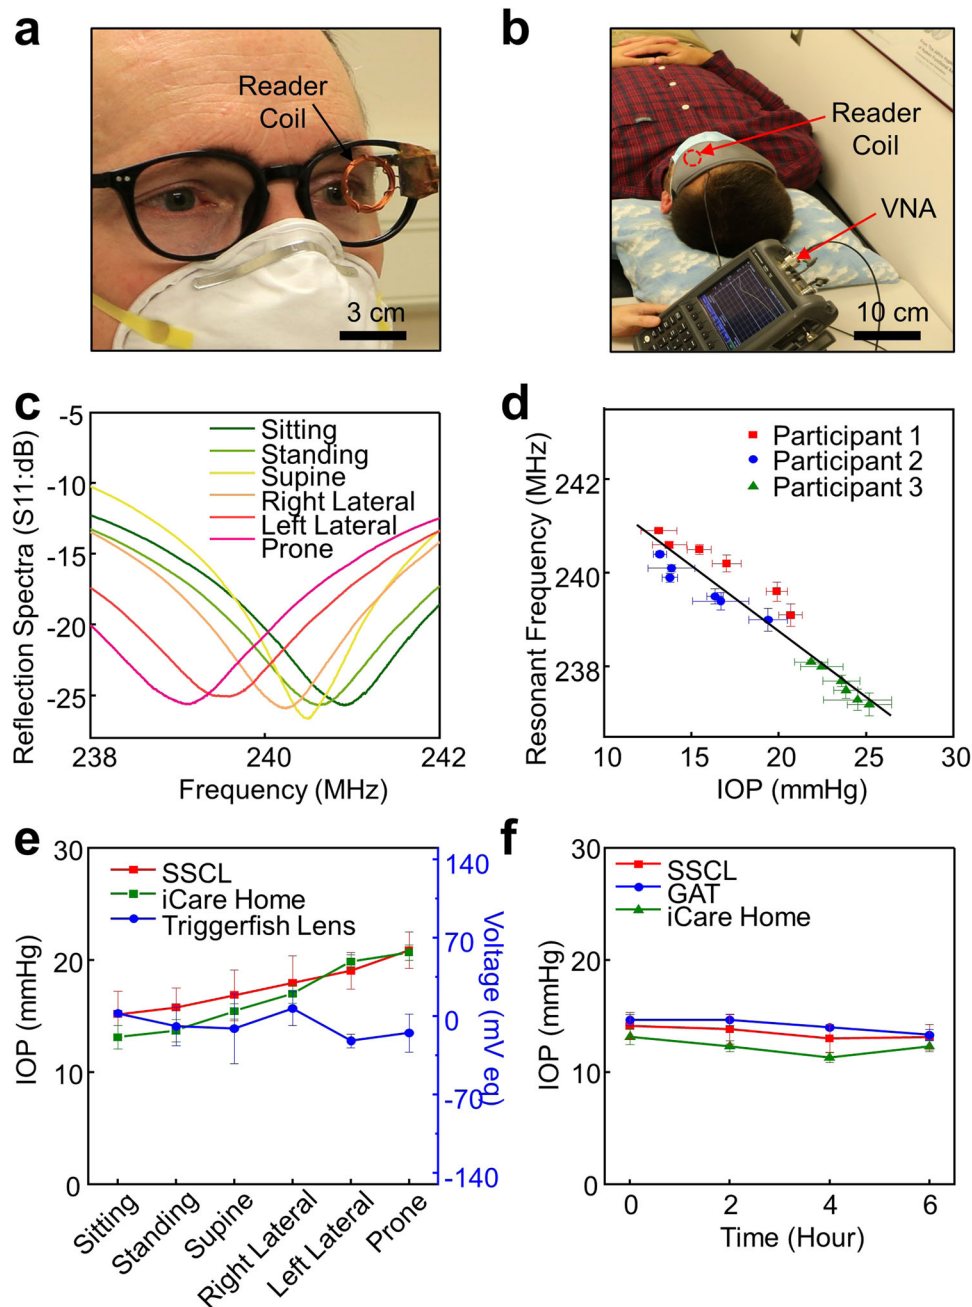 a
Reader
Coil
3 cm
b
Reader
Coil
VNA
10 cm
c
Reflection Spectra (S11:dB)
-5
-10
-15
-20
-25
Sitting
Standing
Supine
Right Lateral
Left Lateral
Prone
238
240
242
Frequency (MHz)
d
Resonant Frequency (MHz)
242
240
238
Participant 1
Participant 2
Participant 3
10
15
20
25
30
IOP (mmHg)
e
IOP (mmHg)
30
20
10
0
SSCL
iCare Home
Triggerfish Lens
140
70
0
-70
-140
Voltage (mV eq)
Sitting
Standing
Supine
Right Lateral
Left Lateral
Prone
f
IOP (mmHg)
30
20
10
0
SSCL
GAT
iCare Home
0
2
4
6
Time (Hour)